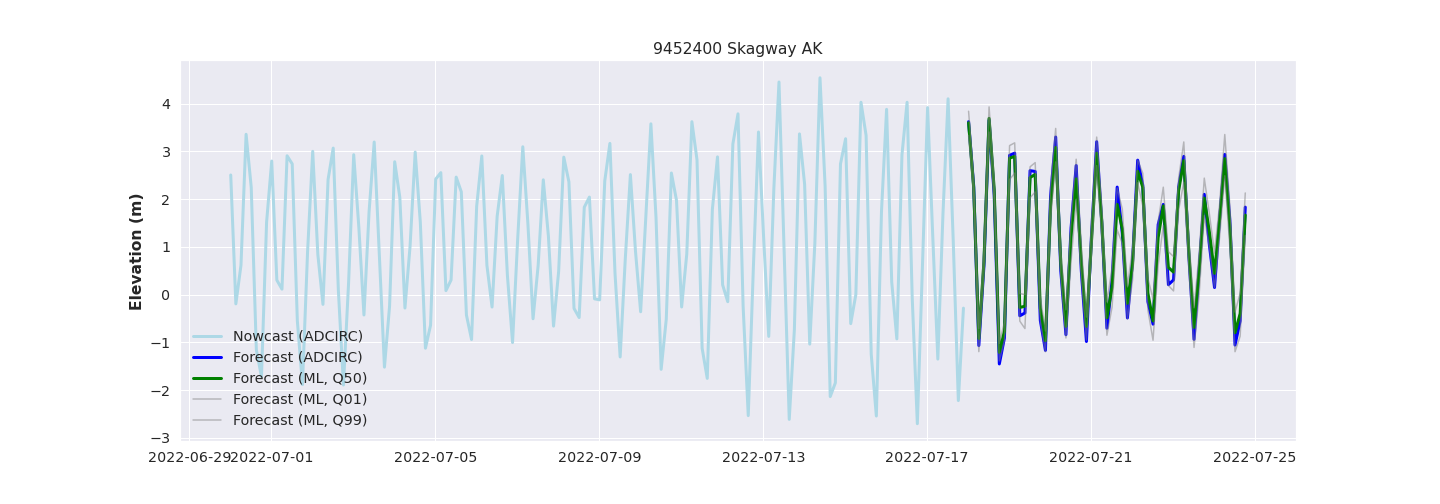 9452400 Skagway AK
Elevation (m)
4
3
2
1
0
−1
−2
−3
Nowcast (ADCIRC)
Forecast (ADCIRC)
Forecast (ML, Q50)
Forecast (ML, Q01)
Forecast (ML, Q99)
2022-06-29 2022-07-01 2022-07-05 2022-07-09 2022-07-13 2022-07-17 2022-07-21 2022-07-25